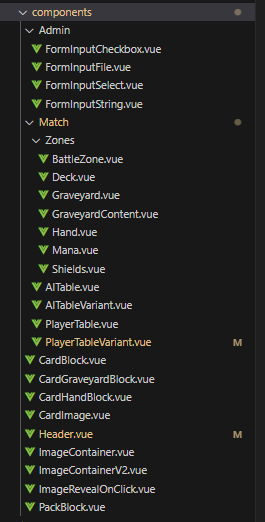 components
Admin
FormInputCheckbox.vue
FormInputFile.vue
FormInputSelect.vue
FormInputString.vue
Match
Zones
BattleZone.vue
Deck.vue
Graveyard.vue
GraveyardContent.vue
Hand.vue
Mana.vue
Shields.vue
AITable.vue
AITableVariant.vue
PlayerTable.vue
PlayerTableVariant.vue M
CardBlock.vue
CardGraveyardBlock.vue
CardHandBlock.vue
CardImage.vue
Header.vue M
ImageContainer.vue
ImageContainerV2.vue
ImageRevealOnClick.vue
PackBlock.vue